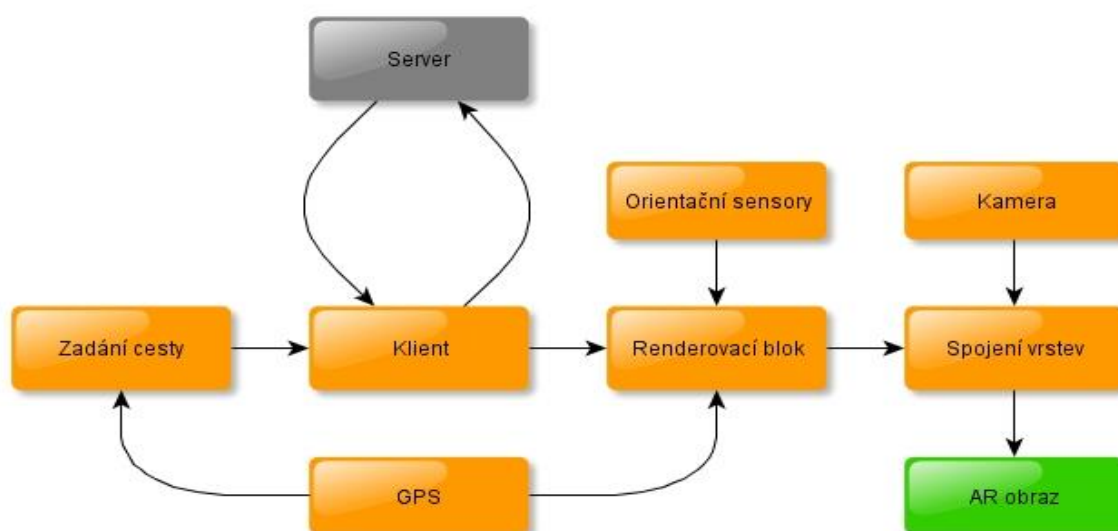 Server
Orientační sensory
Kamera
Zadání cesty
Klient
Renderovací blok
Spojení vrstev
GPS
AR obraz